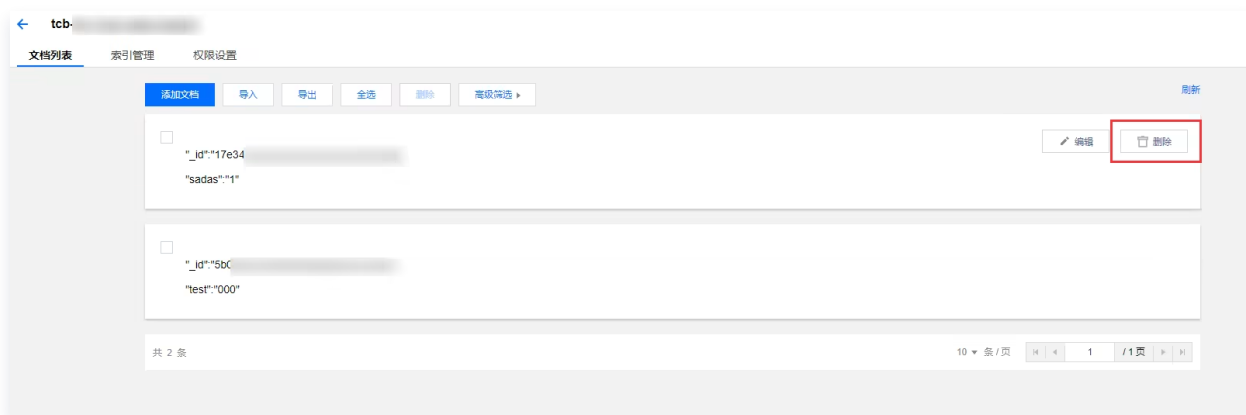 tcb-
文档列表 索引管理 权限设置
添加文档 导入 导出 全选 删除 高级筛选 刷新
编辑 删除
"_id":"17e34
"sadas":"1"
"_id":"5b0
"test":"000"
共 2 条 10 条/页 1 /1页